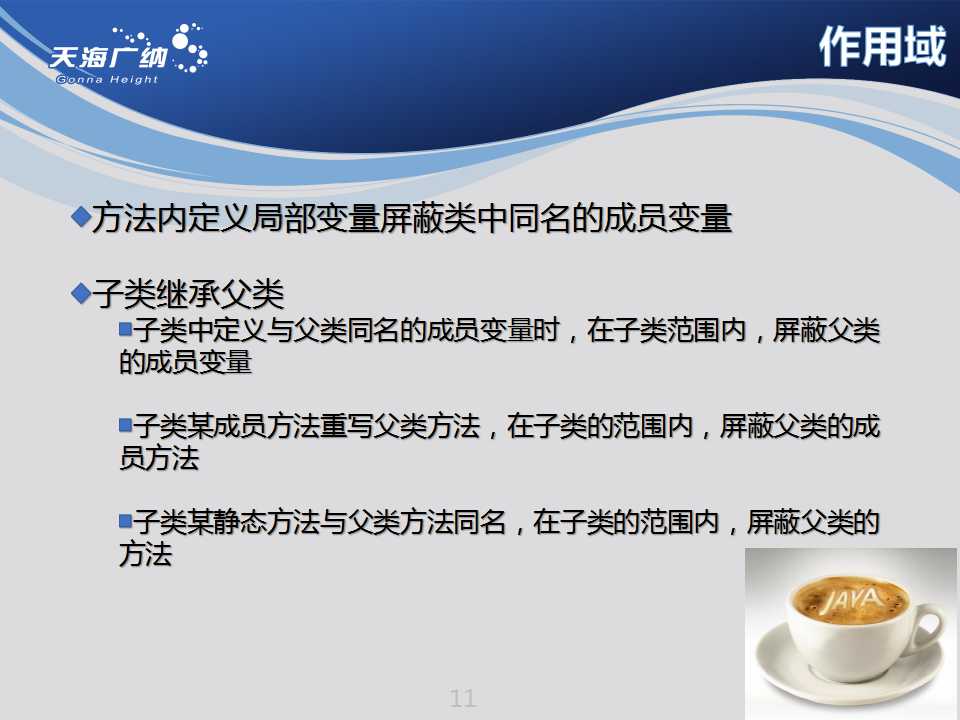 天海广纳
Gonna Height
作用域
方法内定义局部变量屏蔽类中同名的成员变量
子类继承父类
子类中定义与父类同名的成员变量时，在子类范围内，屏蔽父类
的成员变量
子类某成员方法重写父类方法，在子类的范围内，屏蔽父类的成
员方法
子类某静态方法与父类方法同名，在子类的范围内，屏蔽父类的
方法
JAVA
11